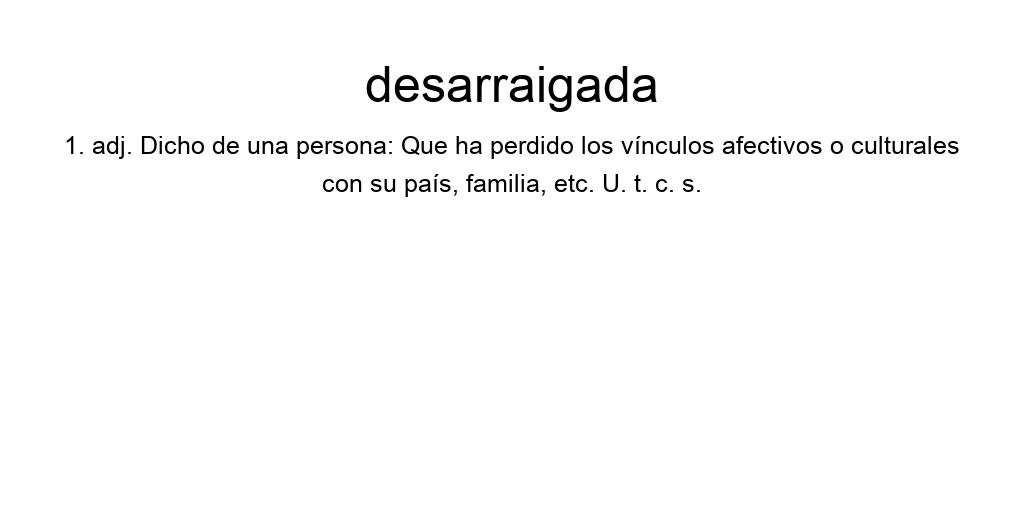 desarraigada
1. adj. Dicho de una persona: Que ha perdido los vínculos afectivos o culturales
con su país, familia, etc. U. t. c. s.